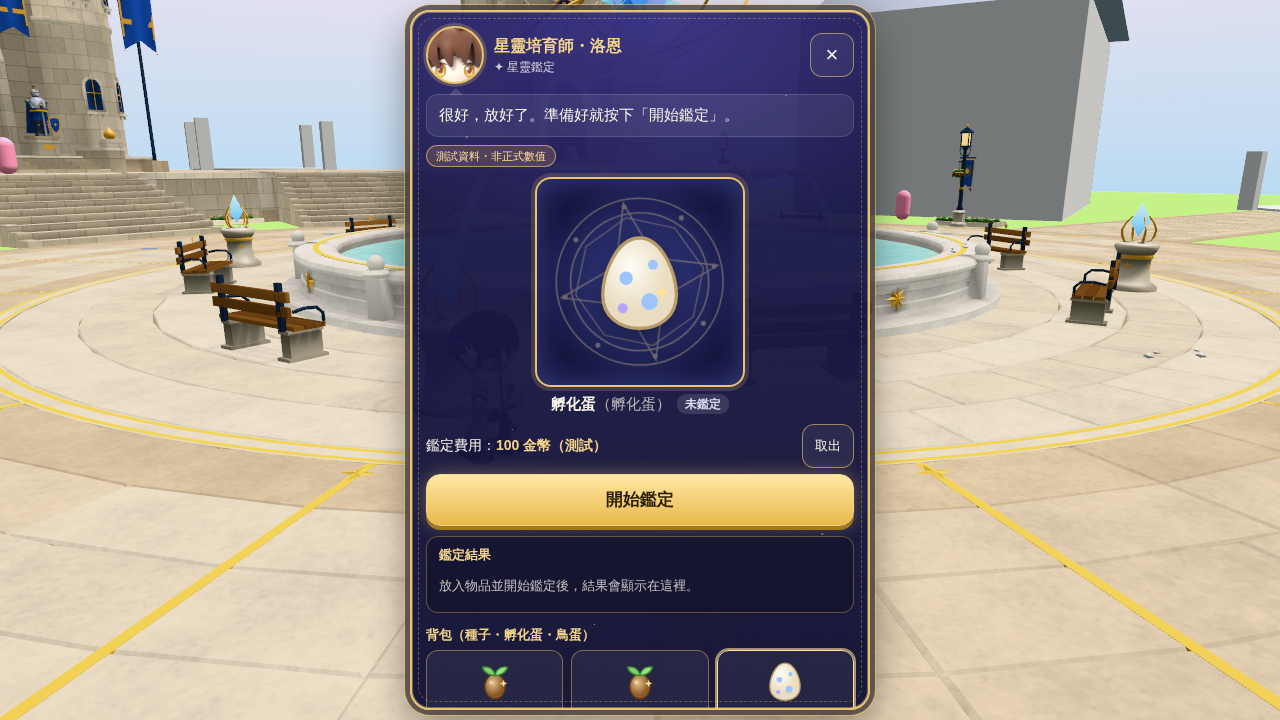 星靈培育師・洛恩
✦ 星靈鑑定
×
很好，放好了。準備好就按下「開始鑑定」。
測試資料・非正式數值
孵化蛋（孵化蛋） 未鑑定
鑑定費用：100 金幣（測試）
取出
開始鑑定
鑑定結果
放入物品並開始鑑定後，結果會顯示在這裡。
背包（種子・孵化蛋・鳥蛋）